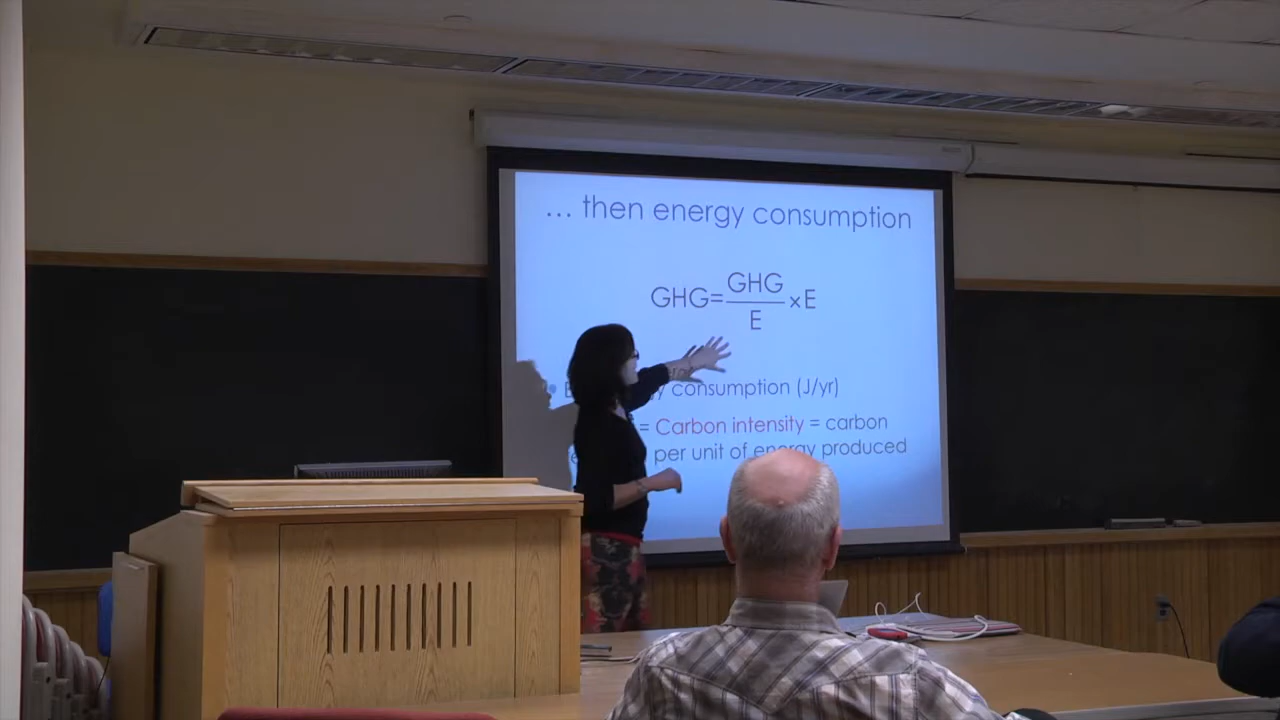 ... then energy consumption
GHG=GHG/E ×E
consumption (J/yr)
= Carbon intensity = carbon
per unit of energy produced